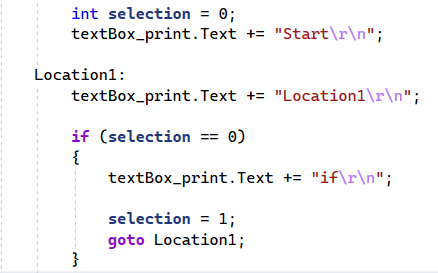 int selection = 0;
textBox_print.Text += "Start\r\n";
Location1:
textBox_print.Text += "Location1\r\n";
if (selection == 0)
{
textBox_print.Text += "if\r\n";
selection = 1;
goto Location1;
}